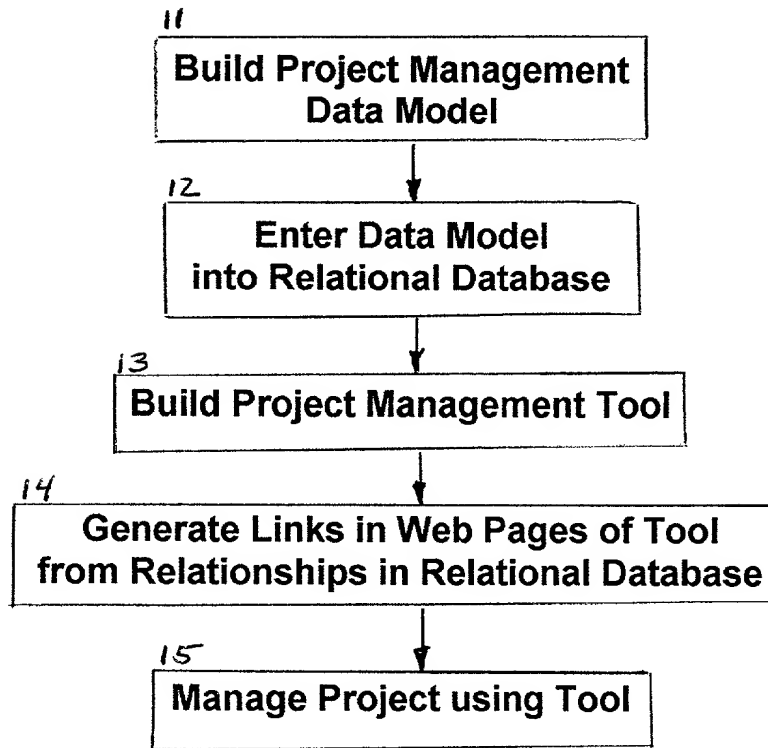 11
Build Project Management
Data Model
12
Enter Data Model
into Relational Database
13
Build Project Management Tool
14
Generate Links in Web Pages of Tool
from Relationships in Relational Database
15
Manage Project using Tool